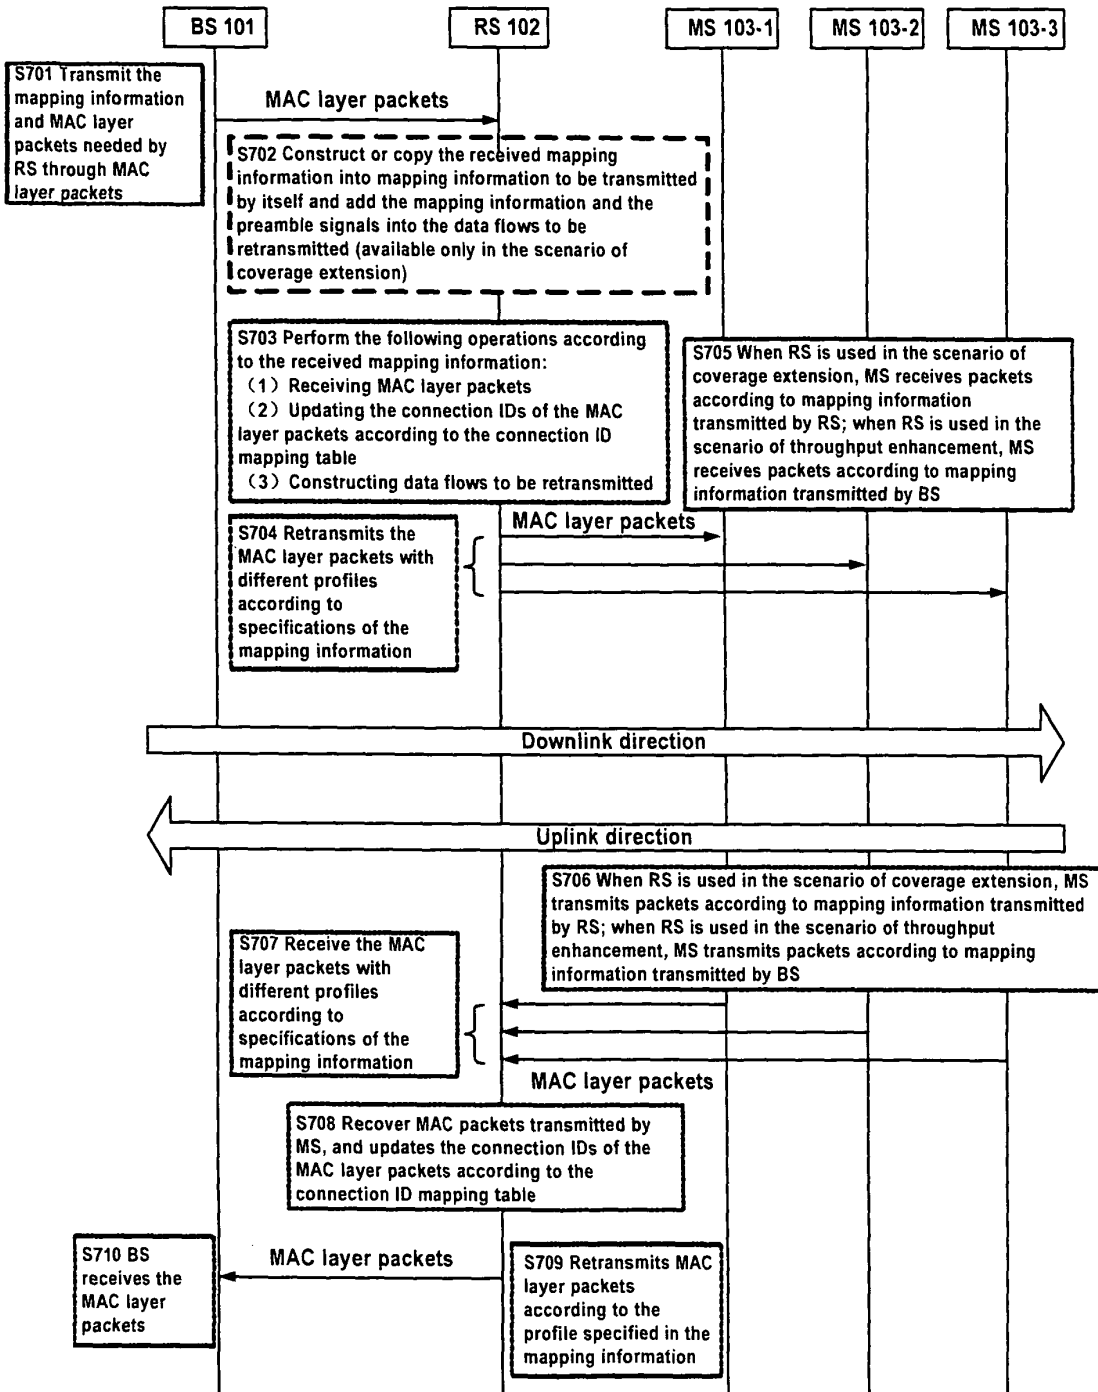 BS 101
RS 102
MS 103-1
MS 103-2
MS 103-3
S701 Transmit the
mapping information
and MAC layer
packets needed by
RS through MAC
layer packets
MAC layer packets
S702 Construct or copy the received mapping
information into mapping information to be transmitted
by itself and add the mapping information and the
preamble signals into the data flows to be
retransmitted (available only in the scenario of
coverage extension)
S703 Perform the following operations according
to the received mapping information:
（1）Receiving MAC layer packets
（2）Updating the connection IDs of the MAC
layer packets according to the connection ID
mapping table
（3）Constructing data flows to be retransmitted
S705 When RS is used in the scenario of
coverage extension, MS receives packets
according to mapping information
transmitted by RS; when RS is used in the
scenario of throughput enhancement, MS
receives packets according to mapping
information transmitted by BS
S704 Retransmits the
MAC layer packets with
different profiles
according to
specifications of the
mapping information
MAC layer packets
Downlink direction
Uplink direction
S706 When RS is used in the scenario of coverage extension, MS
transmits packets according to mapping information transmitted
by RS; when RS is used in the scenario of throughput
enhancement, MS transmits packets according to mapping
information transmitted by BS
S707 Receive the MAC
layer packets with
different profiles
according to
specifications of the
mapping information
MAC layer packets
S708 Recover MAC packets transmitted by
MS, and updates the connection IDs of the
MAC layer packets according to the
connection ID mapping table
S710 BS
receives the
MAC layer
packets
MAC layer packets
S709 Retransmits MAC
layer packets
according to the
profile specified in the
mapping information